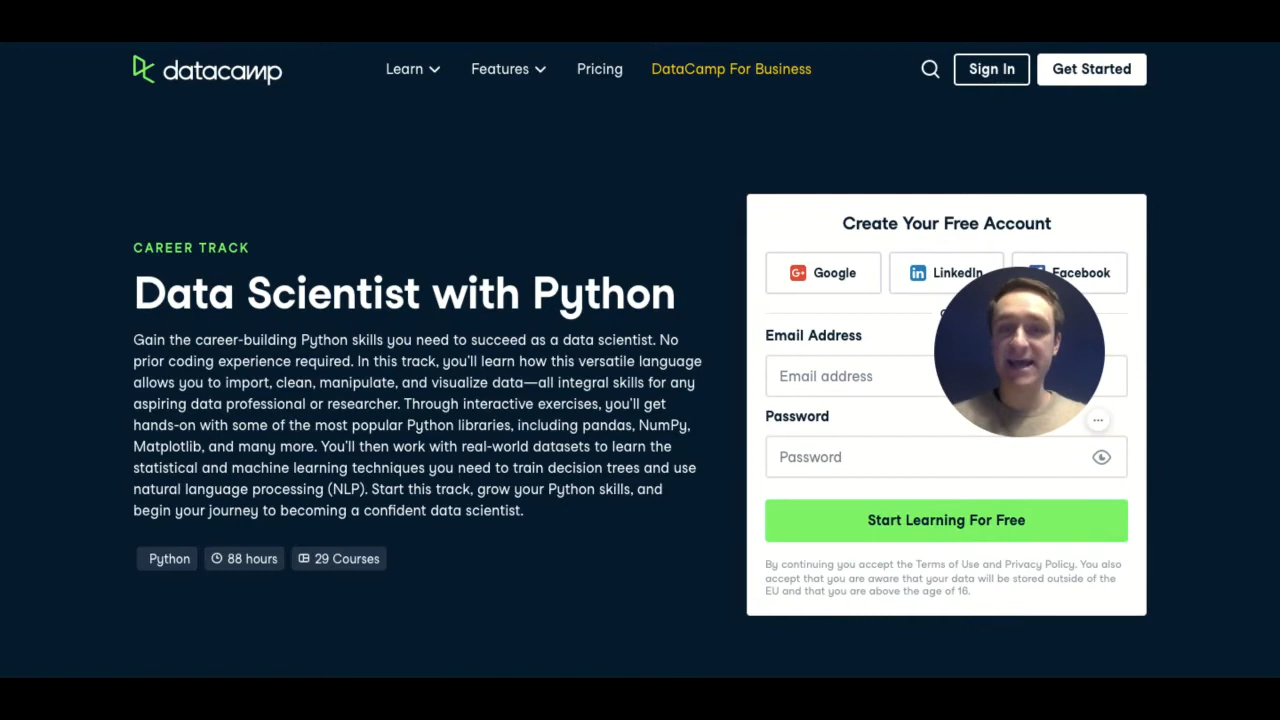 datacamp
Learn
Features
Pricing
DataCamp For Business
Sign In
Get Started
CAREER TRACK
Data Scientist with Python
Gain the career-building Python skills you need to succeed as a data scientist. No
prior coding experience required. In this track, you'll learn how this versatile language
allows you to import, clean, manipulate, and visualize data—all integral skills for any
aspiring data professional or researcher. Through interactive exercises, you'll get
hands-on with some of the most popular Python libraries, including pandas, NumPy,
Matplotlib, and many more. You'll then work with real-world datasets to learn the
statistical and machine learning techniques you need to train decision trees and use
natural language processing (NLP). Start this track, grow your Python skills, and
begin your journey to becoming a confident data scientist.
Python
88 hours
29 Courses
Create Your Free Account
Google
LinkedIn
Facebook
Email Address
Email address
Password
Password
Start Learning For Free
By continuing you accept the Terms of Use and Privacy Policy. You also
accept that you are aware that your data will be stored outside of the
EU and that you are above the age of 16.